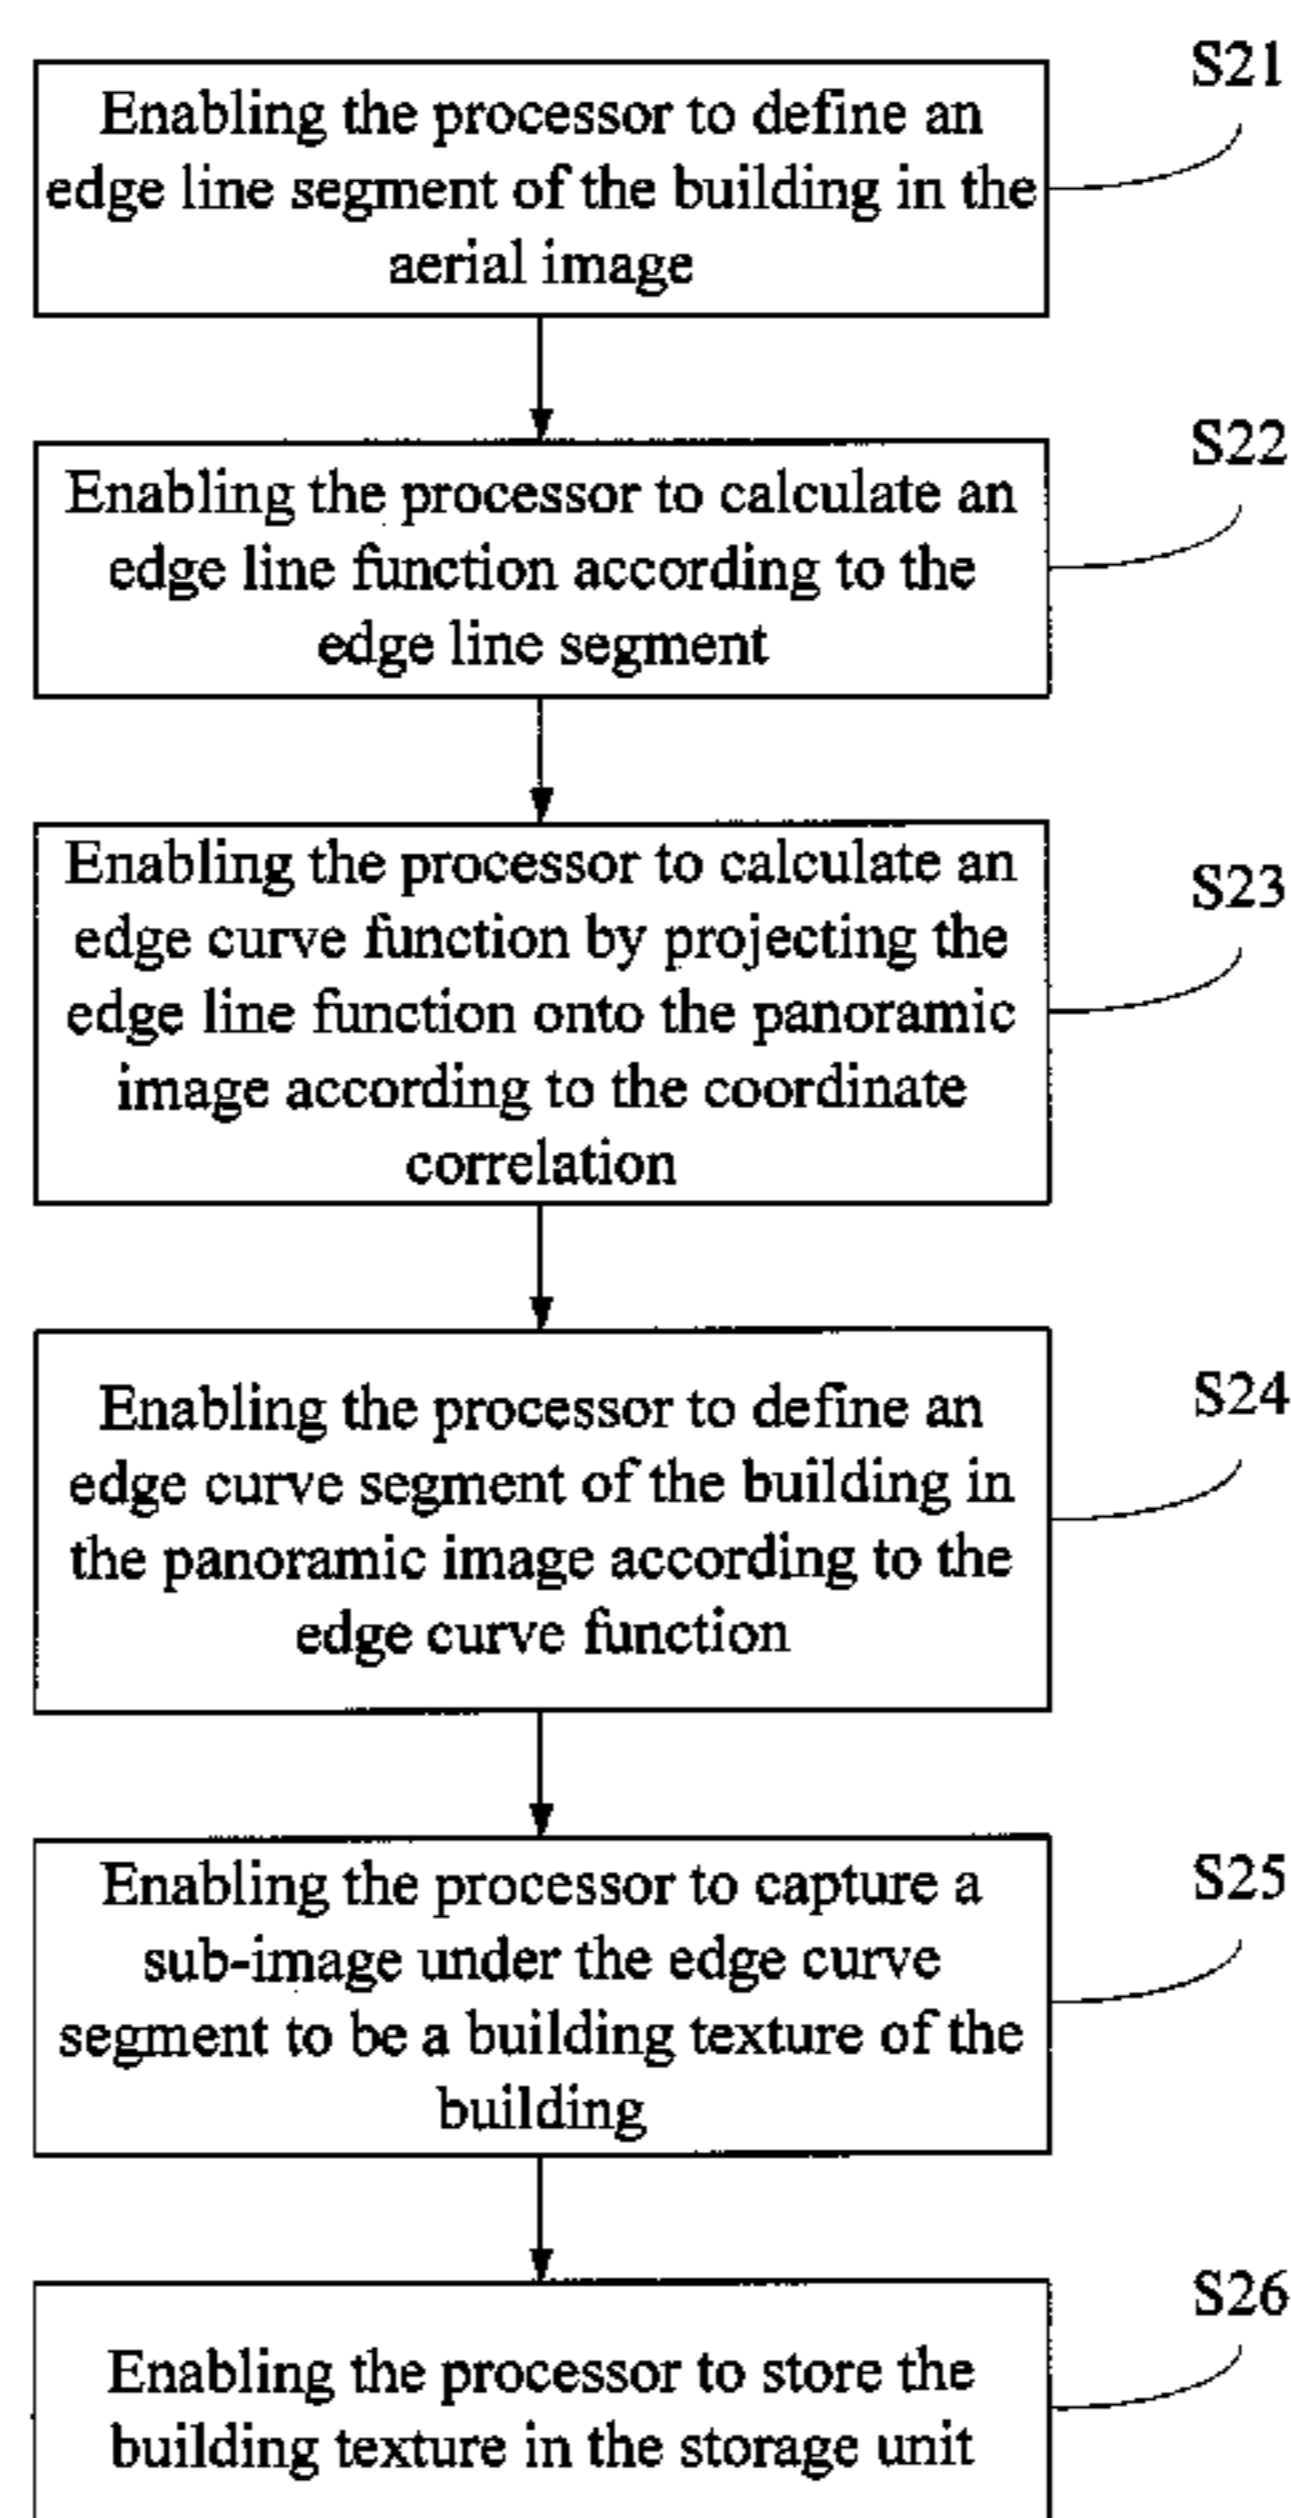 S21
Enabling the processor to define an
edge line segment of the building in the
aerial image
S22
Enabling the processor to calculate an
edge line function according to the
edge line segment
S23
Enabling the processor to calculate an
edge curve function by projecting the
edge line function onto the panoramic
image according to the coordinate
correlation
S24
Enabling the processor to define an
edge curve segment of the building in
the panoramic image according to the
edge curve function
S25
Enabling the processor to capture a
sub-image under the edge curve
segment to be a building texture of the
building
S26
Enabling the processor to store the
building texture in the storage unit